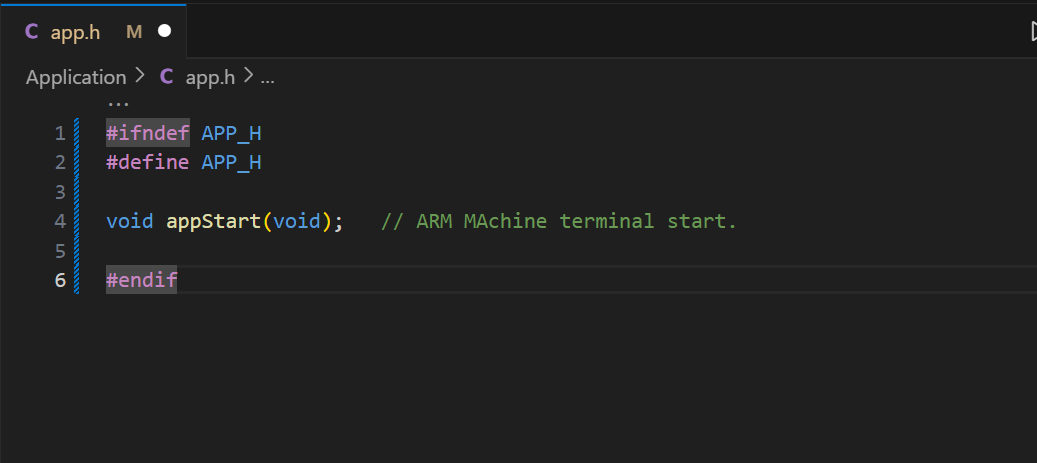 C app.h M
Application > C app.h > ...
...
1 #ifndef APP_H
2 #define APP_H
3
4 void appStart(void);   // ARM MAchine terminal start.
5
6 #endif